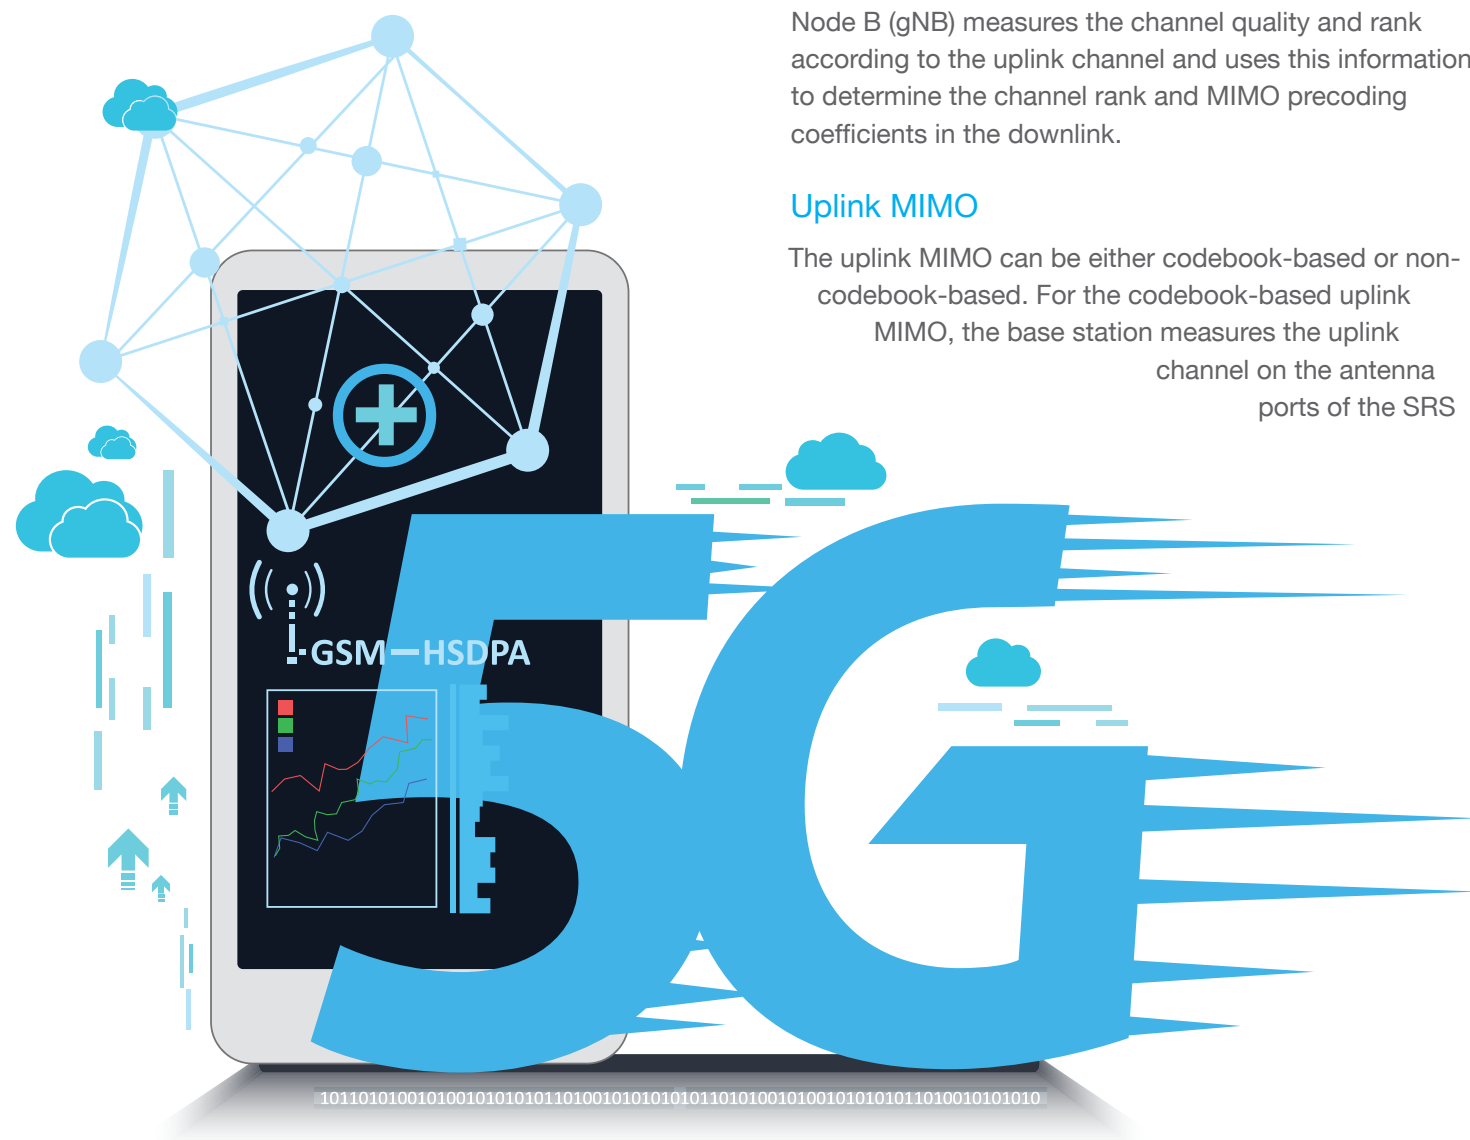 Node B (gNB) measures the channel quality and rank
according to the uplink channel and uses this information
to determine the channel rank and MIMO precoding
coefficients in the downlink.
Uplink MIMO
The uplink MIMO can be either codebook-based or non-
codebook-based. For the codebook-based uplink
MIMO, the base station measures the uplink
channel on the antenna
ports of the SRS
5G
GSM HSDPA